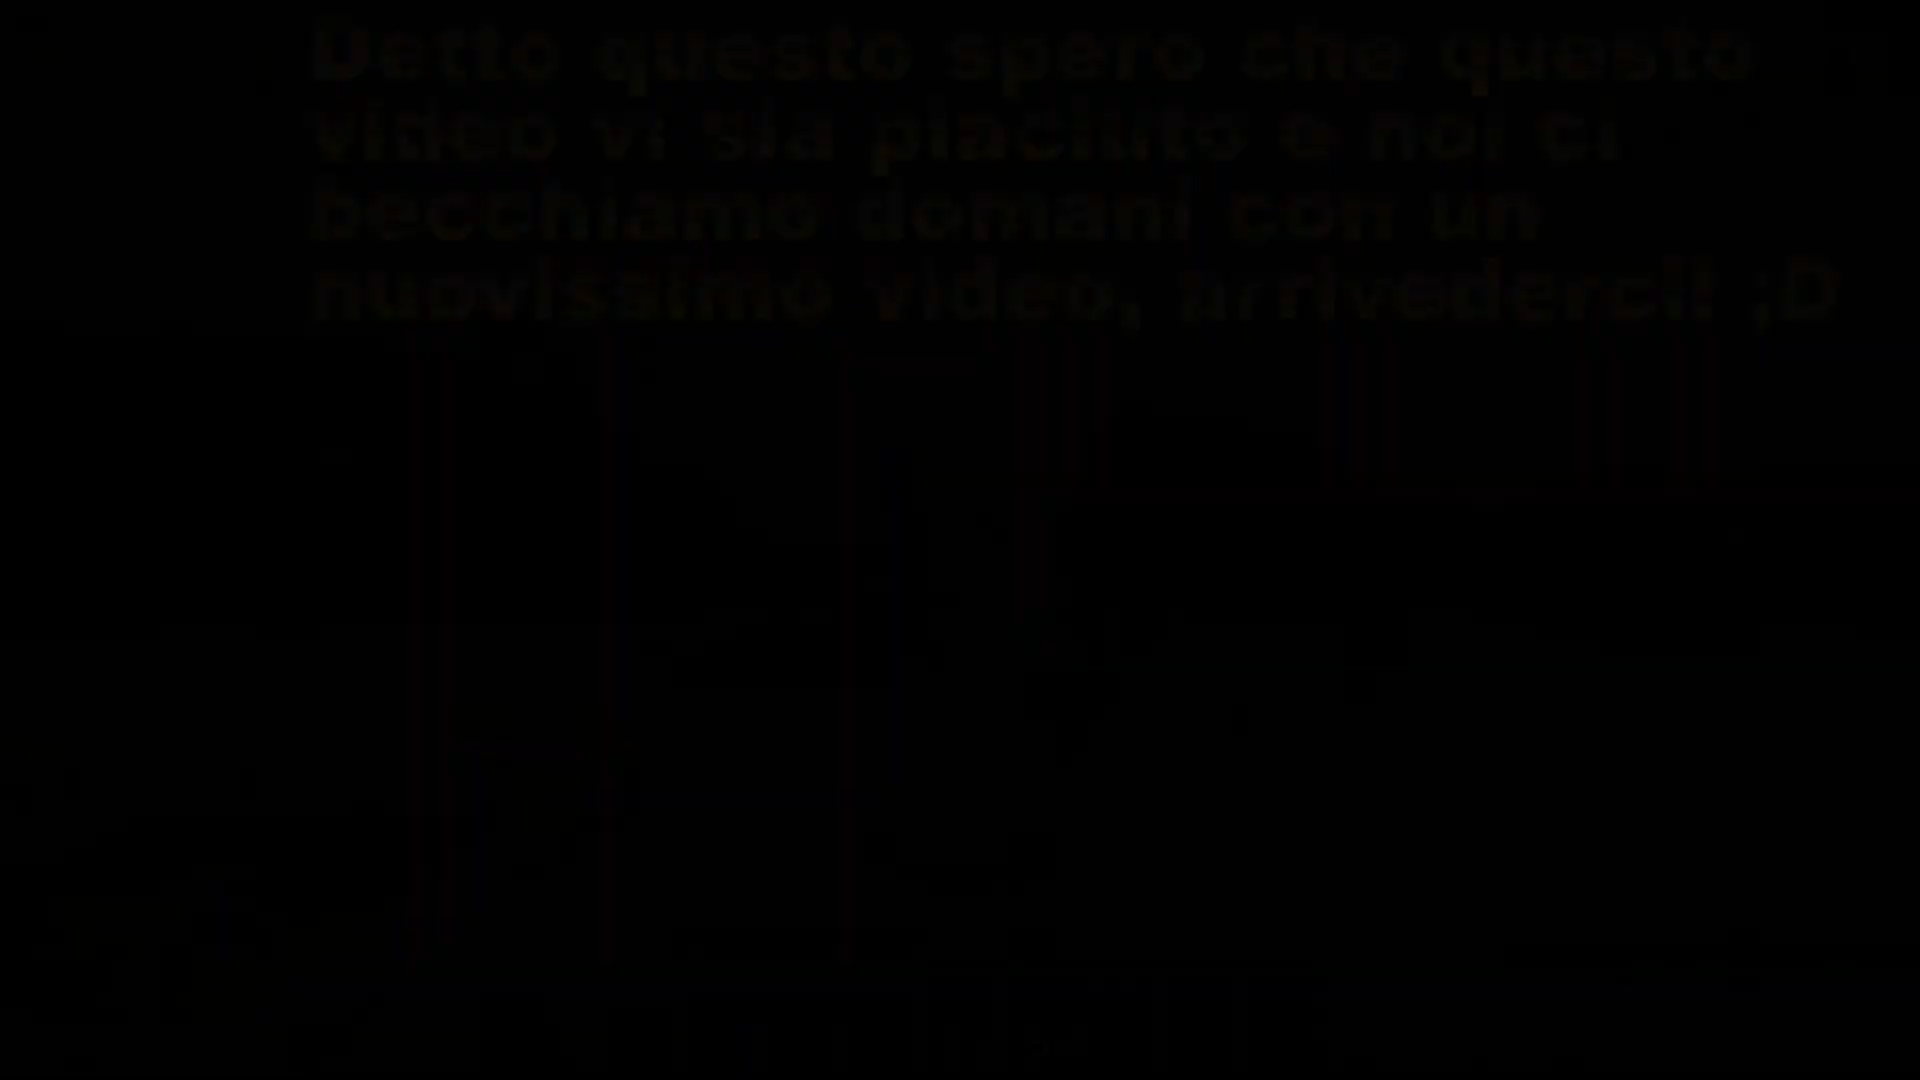 Detto questo spero che questo
video vi sia piaciuto e noi ci
becchiamo domani con un
nuovissimo video, arrivederci! ;D